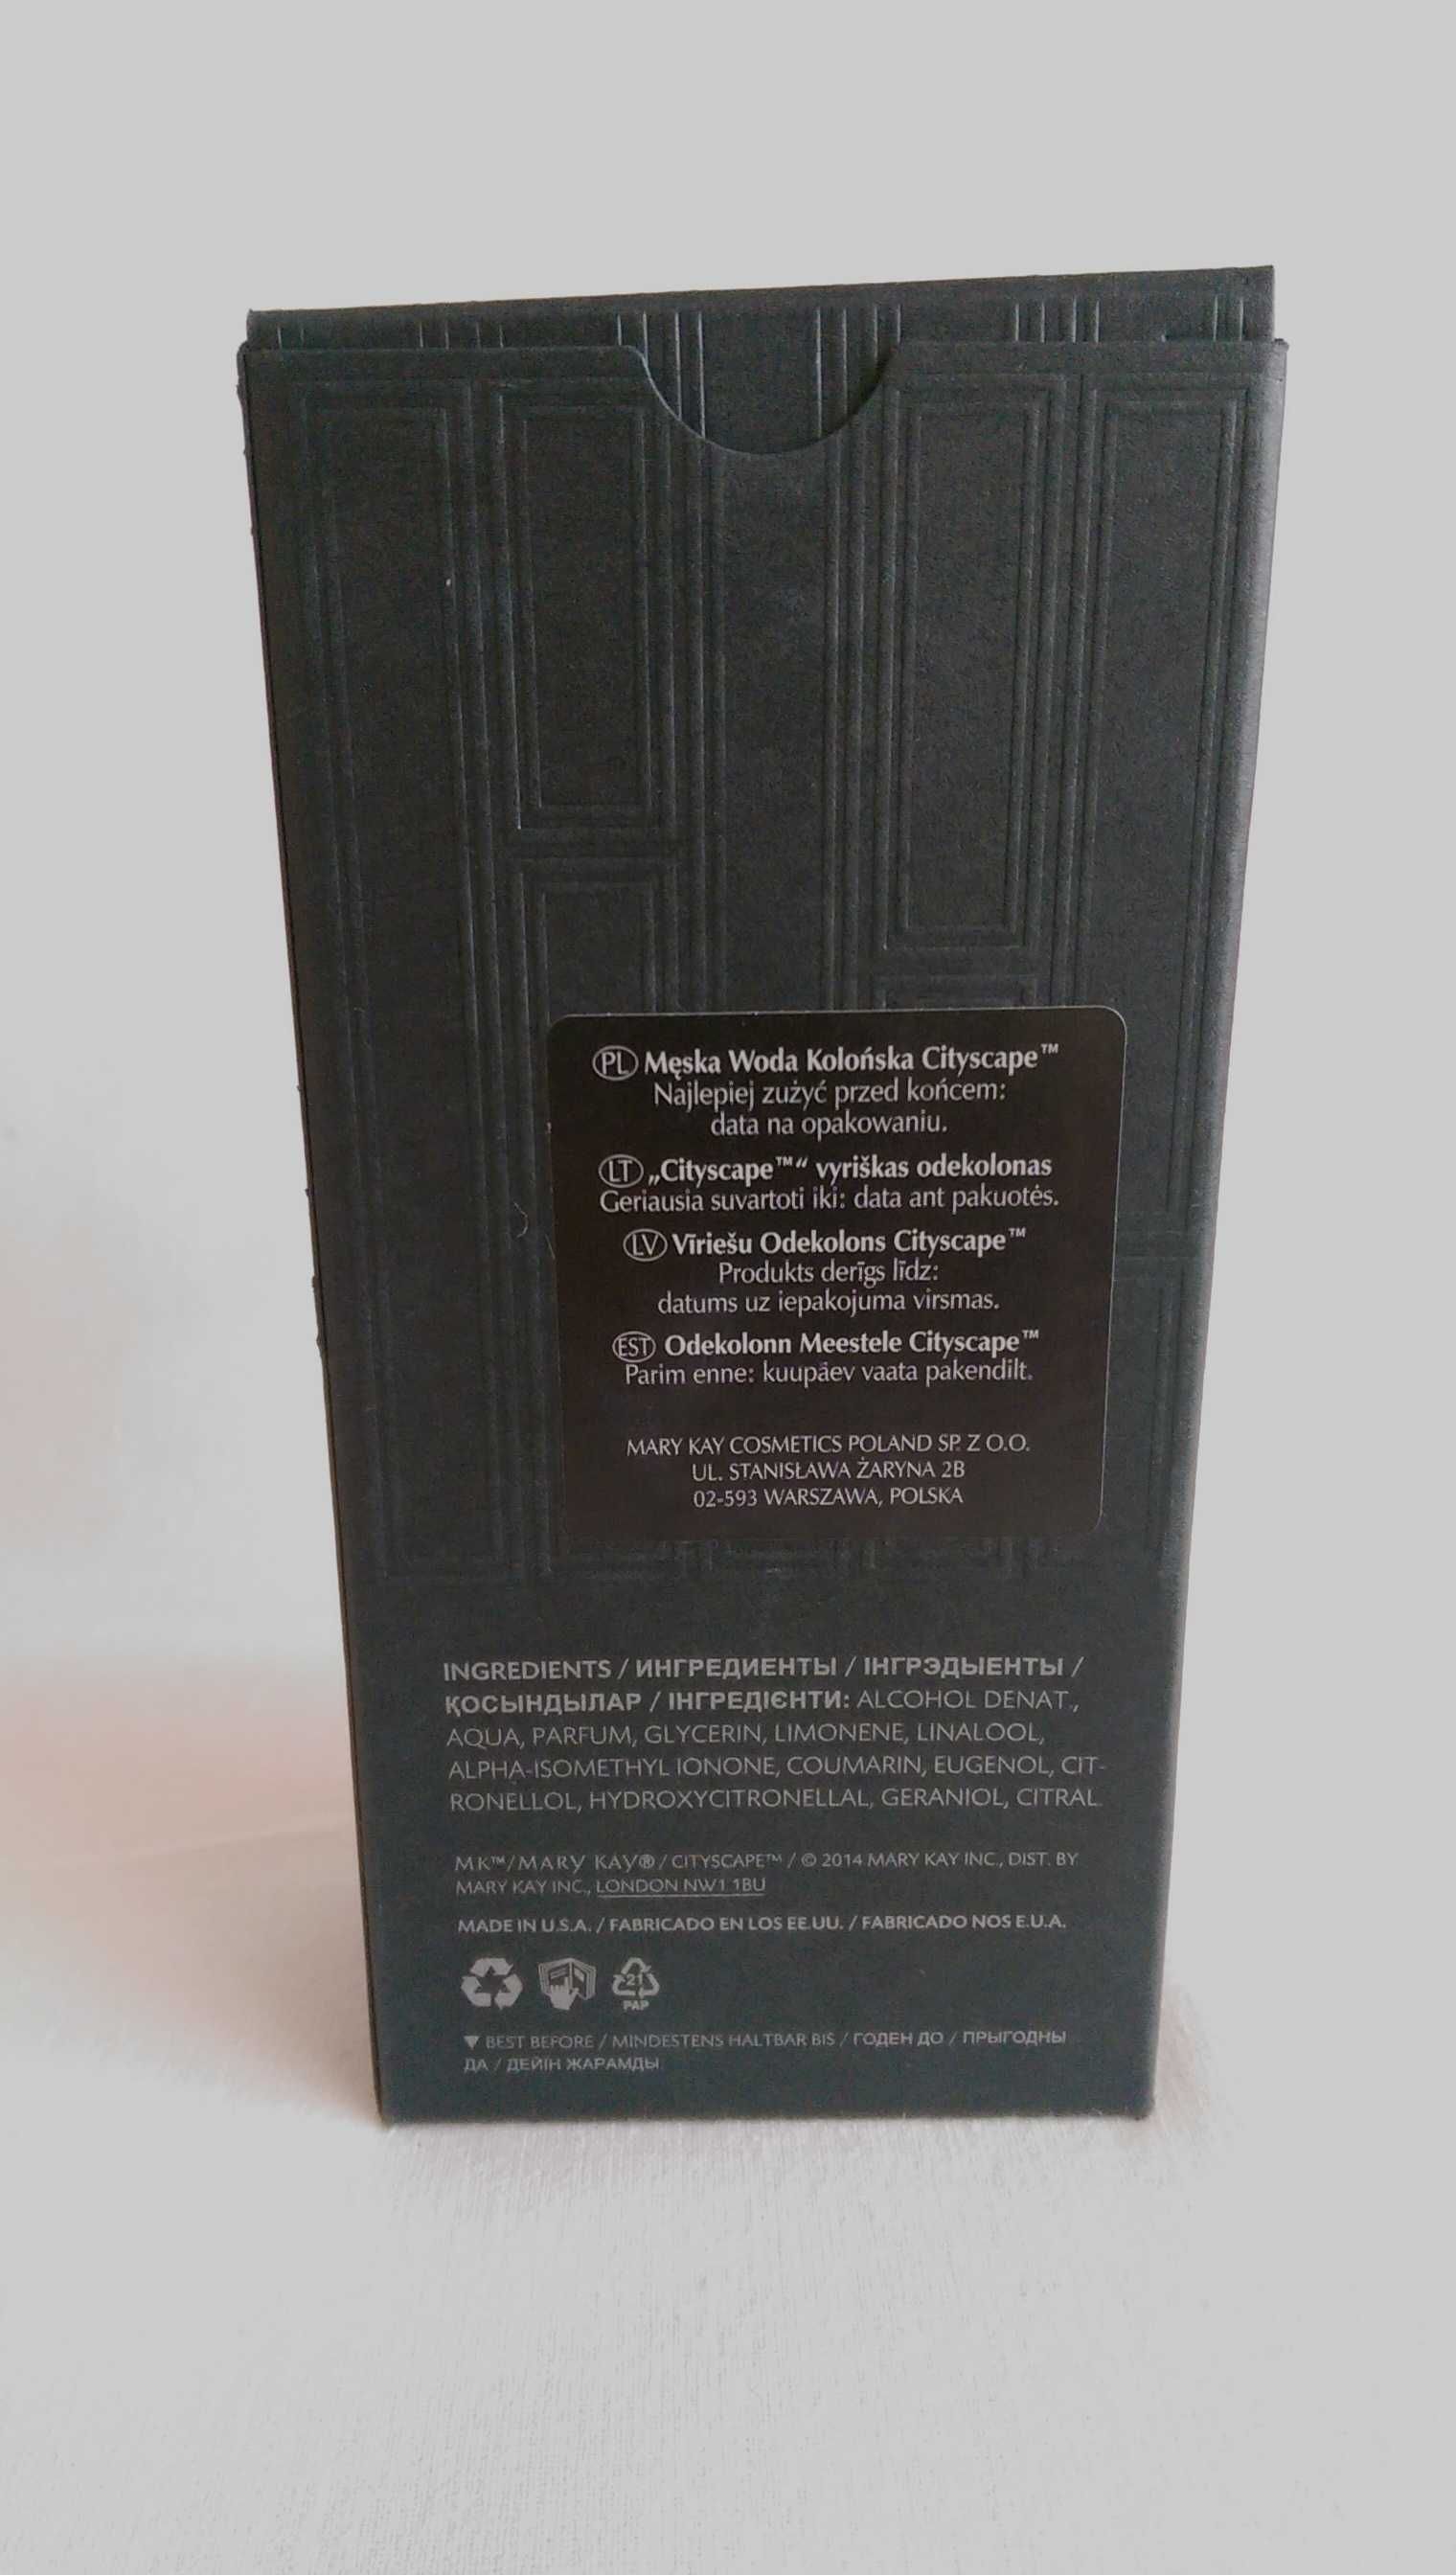 PL Męska Woda Kolońska Cityscape™
Najlepiej zużyć przed końcem:
data na opakowaniu.
LT „Cityscape™“ vyriškas odekolonas
Geriausia suvartoti iki: data ant pakuotės.
LV Vīriešu Odekolons Cityscape™
Produkts derīgs līdz:
datums uz iepakojuma virsmas.
EST Odekolonn Meestele Cityscape™
Parim enne: kuupäev vaata pakendilt.
MARY KAY COSMETICS POLAND SP. Z O.O.
UL. STANISŁAWA ŻARYNA 2B
02-593 WARSZAWA, POLSKA
INGREDIENTS / ИНГРЕДИЕНТЫ / ІНГРЭДЫЕНТЫ /
ҚОСЫНДЫЛАР / ІНГРЕДІЄНТИ: ALCOHOL DENAT.,
AQUA, PARFUM, GLYCERIN, LIMONENE, LINALOOL,
ALPHA-ISOMETHYL IONONE, COUMARIN, EUGENOL, CIT-
RONELLOL, HYDROXYCITRONELLAL, GERANIOL, CITRAL.
MK™/MARY KAY®/CITYSCAPE™ / © 2014 MARY KAY INC., DIST. BY
MARY KAY INC., LONDON NW1 1BU
MADE IN U.S.A. / FABRICADO EN LOS EE.UU. / FABRICADO NOS E.U.A.
21
PAP
▼ BEST BEFORE / MINDESTENS HALTBAR BIS / ГОДЕН ДО / ПРЫГОДНЫ
ДА / ДЕЙІН ЖАРАМДЫ